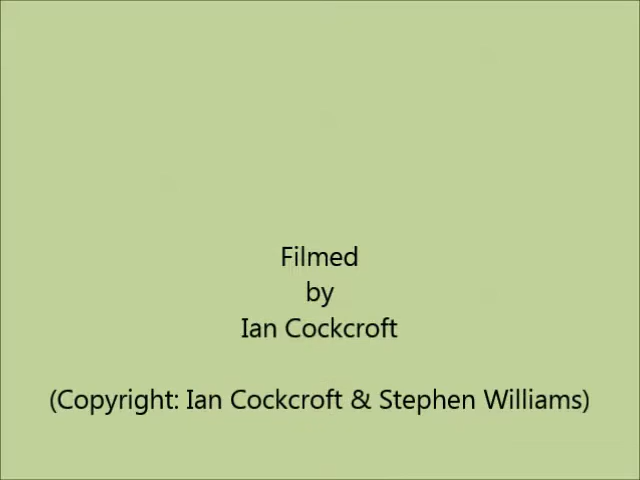 Filmed
by
Ian Cockcroft
(Copyright: Ian Cockcroft & Stephen Williams)